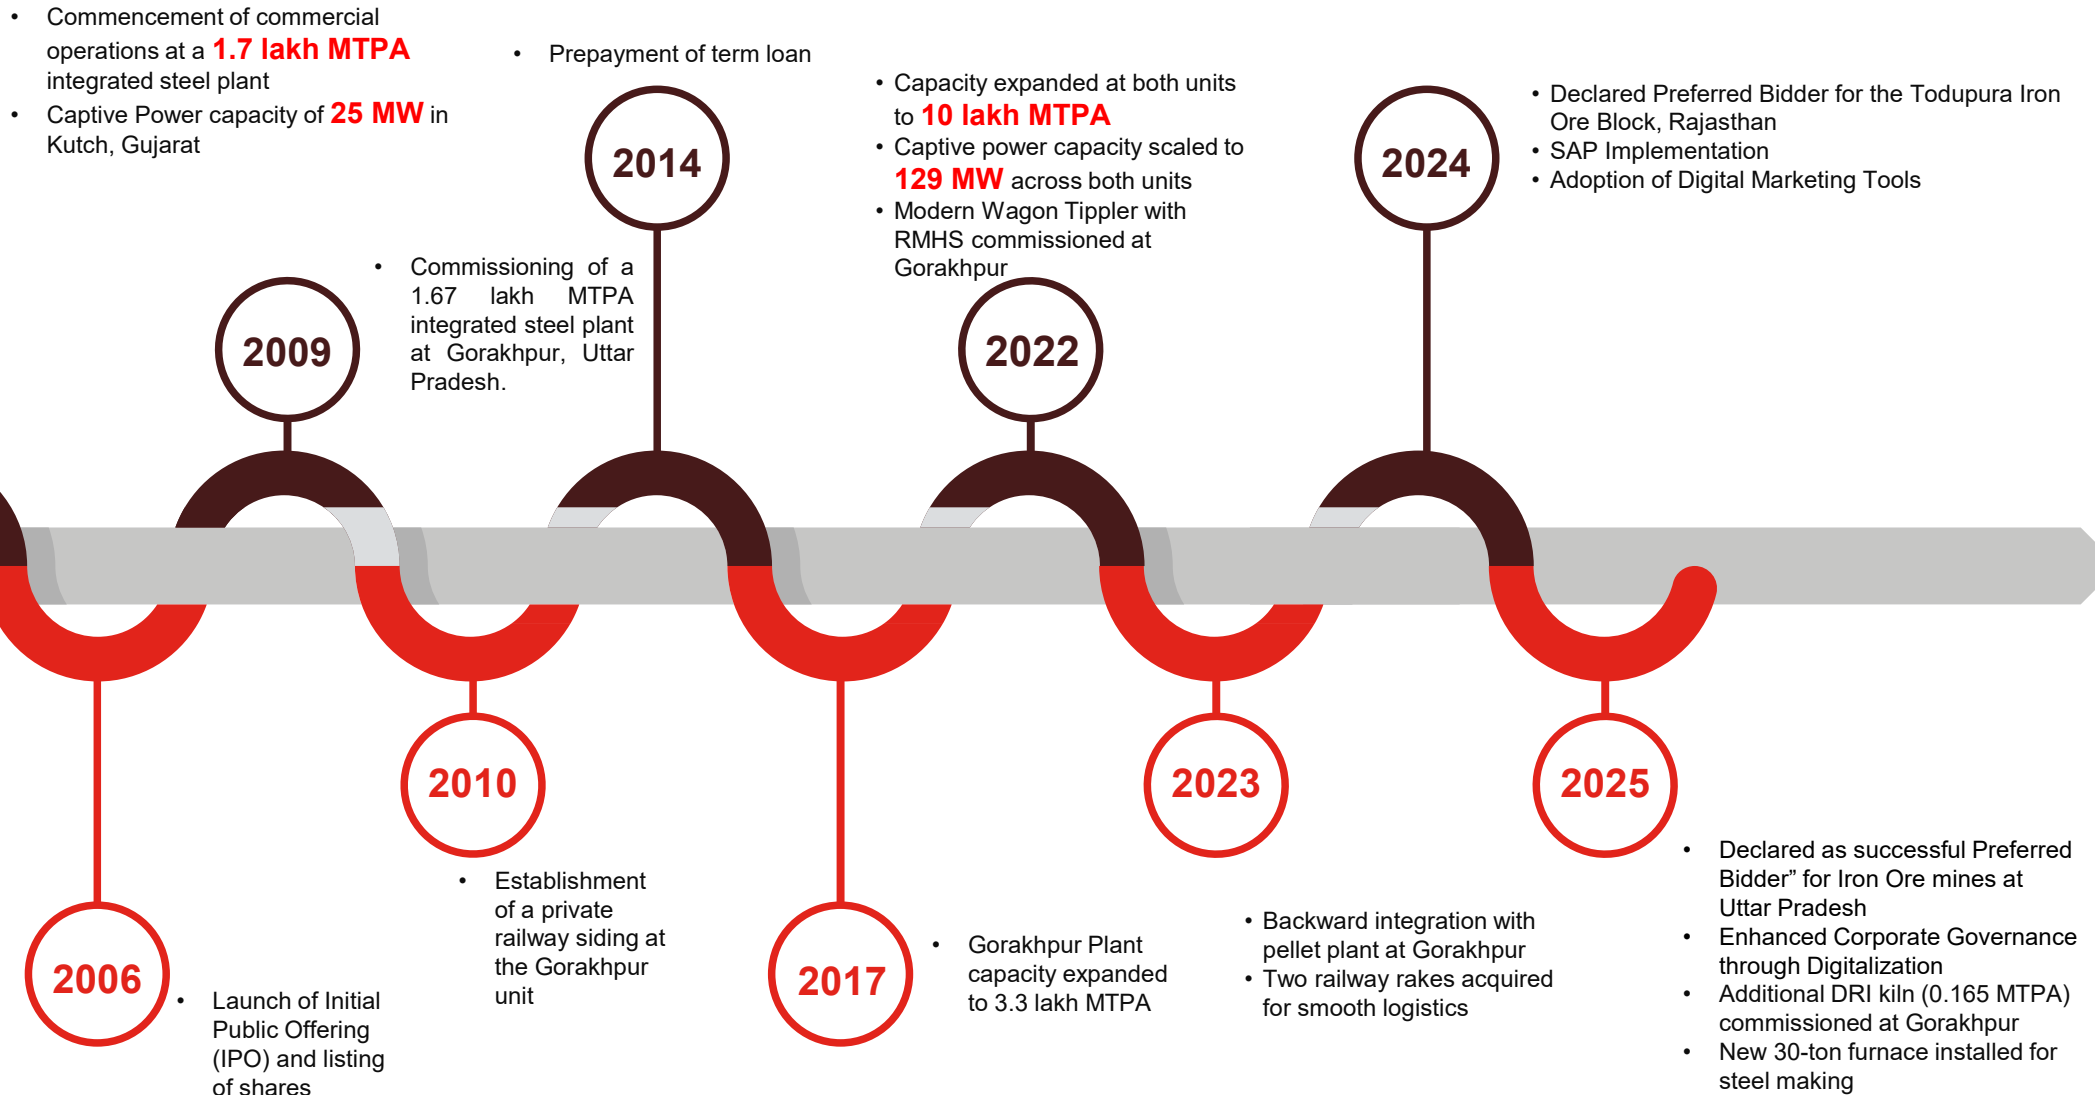 • Commencement of commercial
operations at a 1.7 lakh MTPA
integrated steel plant
• Captive Power capacity of 25 MW in
Kutch, Gujarat
2006
• Launch of Initial
Public Offering
(IPO) and listing
of shares
2009
• Commissioning of a
1.67 lakh MTPA
integrated steel plant
at Gorakhpur, Uttar
Pradesh.
2010
• Establishment
of a private
railway siding at
the Gorakhpur
unit
• Prepayment of term loan
2014
2017
• Gorakhpur Plant
capacity expanded
to 3.3 lakh MTPA
• Capacity expanded at both units
to 10 lakh MTPA
• Captive power capacity scaled to
129 MW across both units
• Modern Wagon Tippler with
RMHS commissioned at
Gorakhpur
2022
2023
• Backward integration with
pellet plant at Gorakhpur
• Two railway rakes acquired
for smooth logistics
2024
• Declared Preferred Bidder for the Todupura Iron
Ore Block, Rajasthan
• SAP Implementation
• Adoption of Digital Marketing Tools
2025
• Declared as successful Preferred
Bidder” for Iron Ore mines at
Uttar Pradesh
• Enhanced Corporate Governance
through Digitalization
• Additional DRI kiln (0.165 MTPA)
commissioned at Gorakhpur
• New 30-ton furnace installed for
steel making